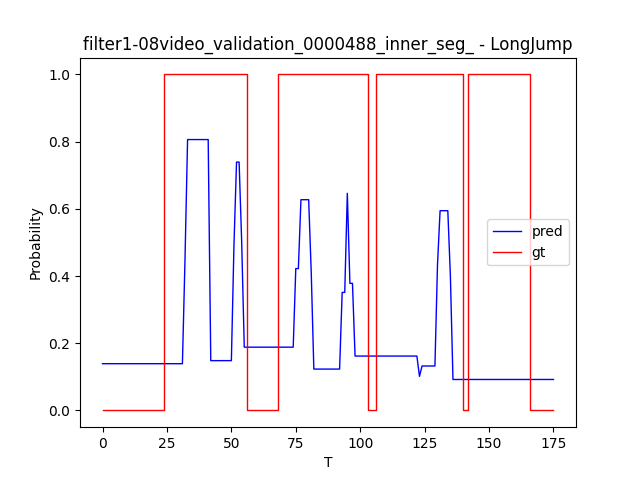 filter1-08video_validation_0000488_inner_seg_ - LongJump
1.0
0.8
0.6
0.4
0.2
0.0
Probability
pred
gt
0 25 50 75 100 125 150 175
T